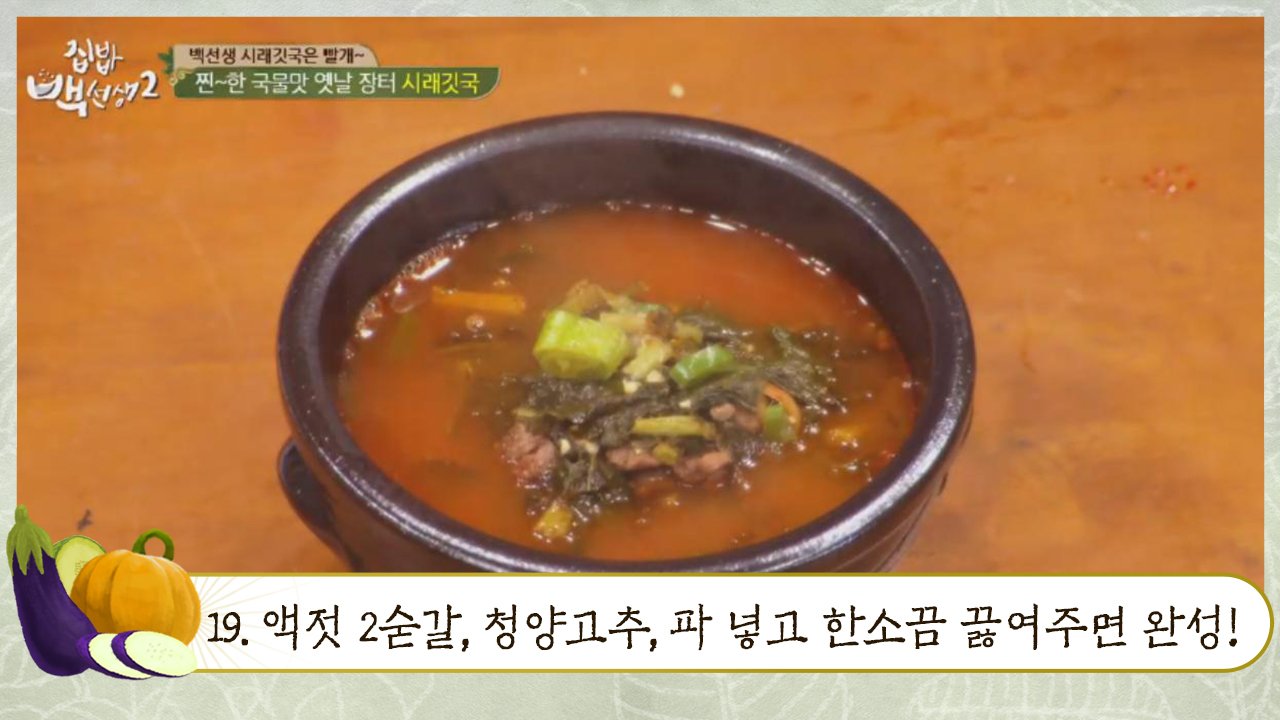 집밥
백선생2
백선생 시래깃국은 빨개~
찐~한 국물맛 옛날 장터 시래깃국
19. 액젓 2숟갈, 청양고추, 파 넣고 한소끔 끓여주면 완성!